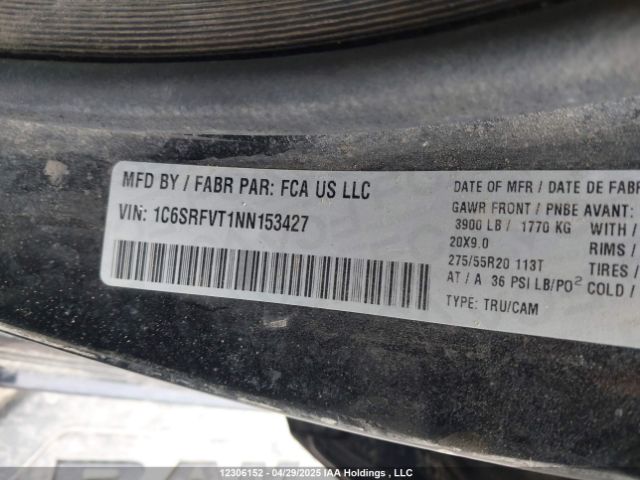 MFD BY / FABR PAR: FCA US LLC
VIN: 1C6SRFVT1NN153427
DATE OF MFR / DATE DE FABR
GAWR FRONT / PNBE AVANT:
3900 LB / 1770 KG WITH /
20X9.0 RIMS /
275/55R20 113T TIRES /
AT / A 36 PSI LB/PO2 COLD /
TYPE: TRU/CAM
12306152 - 04/29/2025 IAA Holdings , LLC